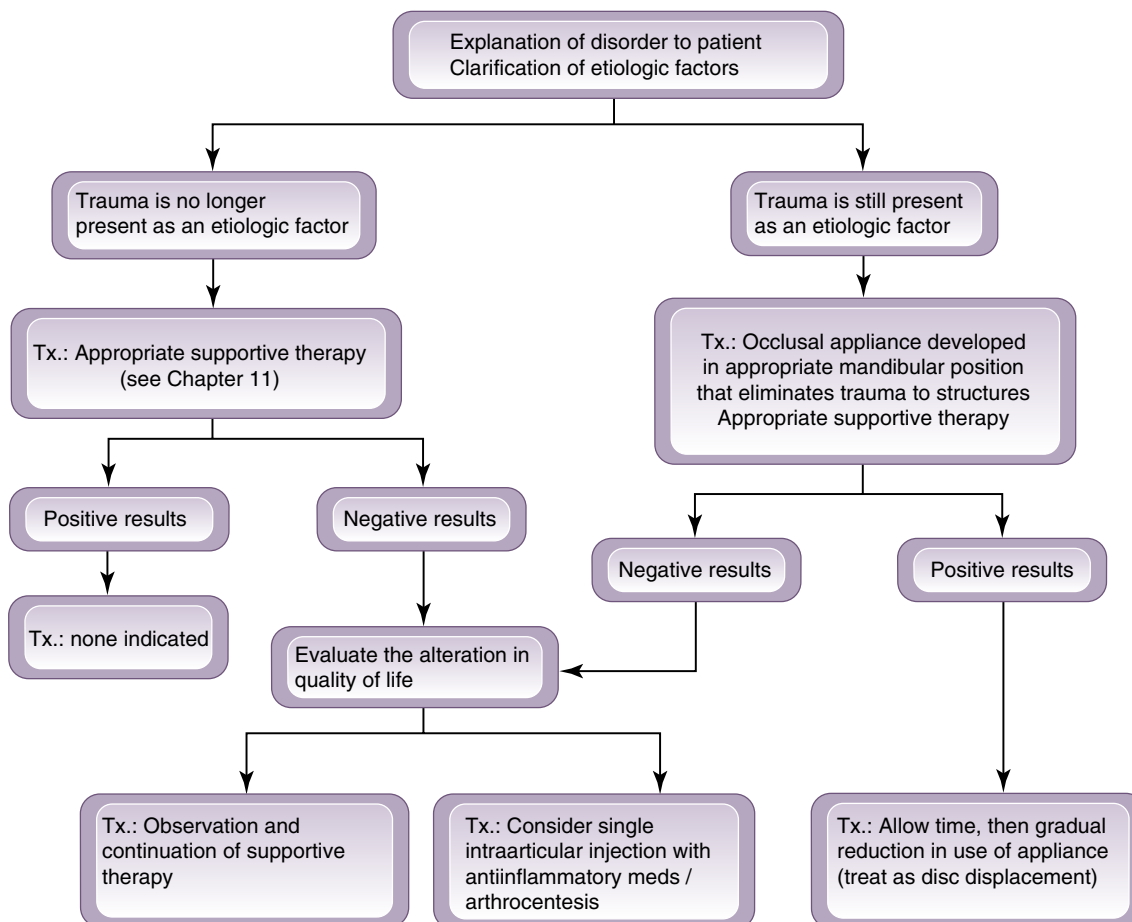 Explanation of disorder to patient
Clarification of etiologic factors
Trauma is no longer
present as an etiologic factor
Trauma is still present
as an etiologic factor
Tx.: Appropriate supportive therapy
(see Chapter 11)
Tx.: Occlusal appliance developed
in appropriate mandibular position
that eliminates trauma to structures
Appropriate supportive therapy
Positive results
Negative results
Negative results
Positive results
Tx.: none indicated
Evaluate the alteration in
quality of life
Tx.: Observation and
continuation of supportive
therapy
Tx.: Consider single
intraarticular injection with
antiinflammatory meds /
arthrocentesis
Tx.: Allow time, then gradual
reduction in use of appliance
(treat as disc displacement)